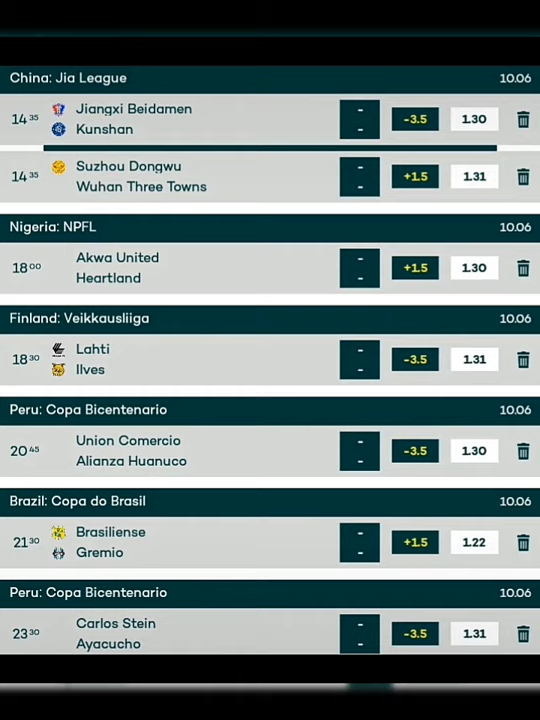 China: Jia League 10.06
14 35 Jiangxi Beidamen - -3.5 1.30
Kunshan -
14 35 Suzhou Dongwu - +1.5 1.31
Wuhan Three Towns -
Nigeria: NPFL 10.06
18 00 Akwa United - +1.5 1.30
Heartland -
Finland: Veikkausliiga 10.06
18 30 Lahti - -3.5 1.31
Ilves -
Peru: Copa Bicentenario 10.06
20 45 Union Comercio - -3.5 1.30
Alianza Huanuco -
Brazil: Copa do Brasil 10.06
21 30 Brasiliense - +1.5 1.22
Gremio -
Peru: Copa Bicentenario 10.06
23 30 Carlos Stein - -3.5 1.31
Ayacucho -